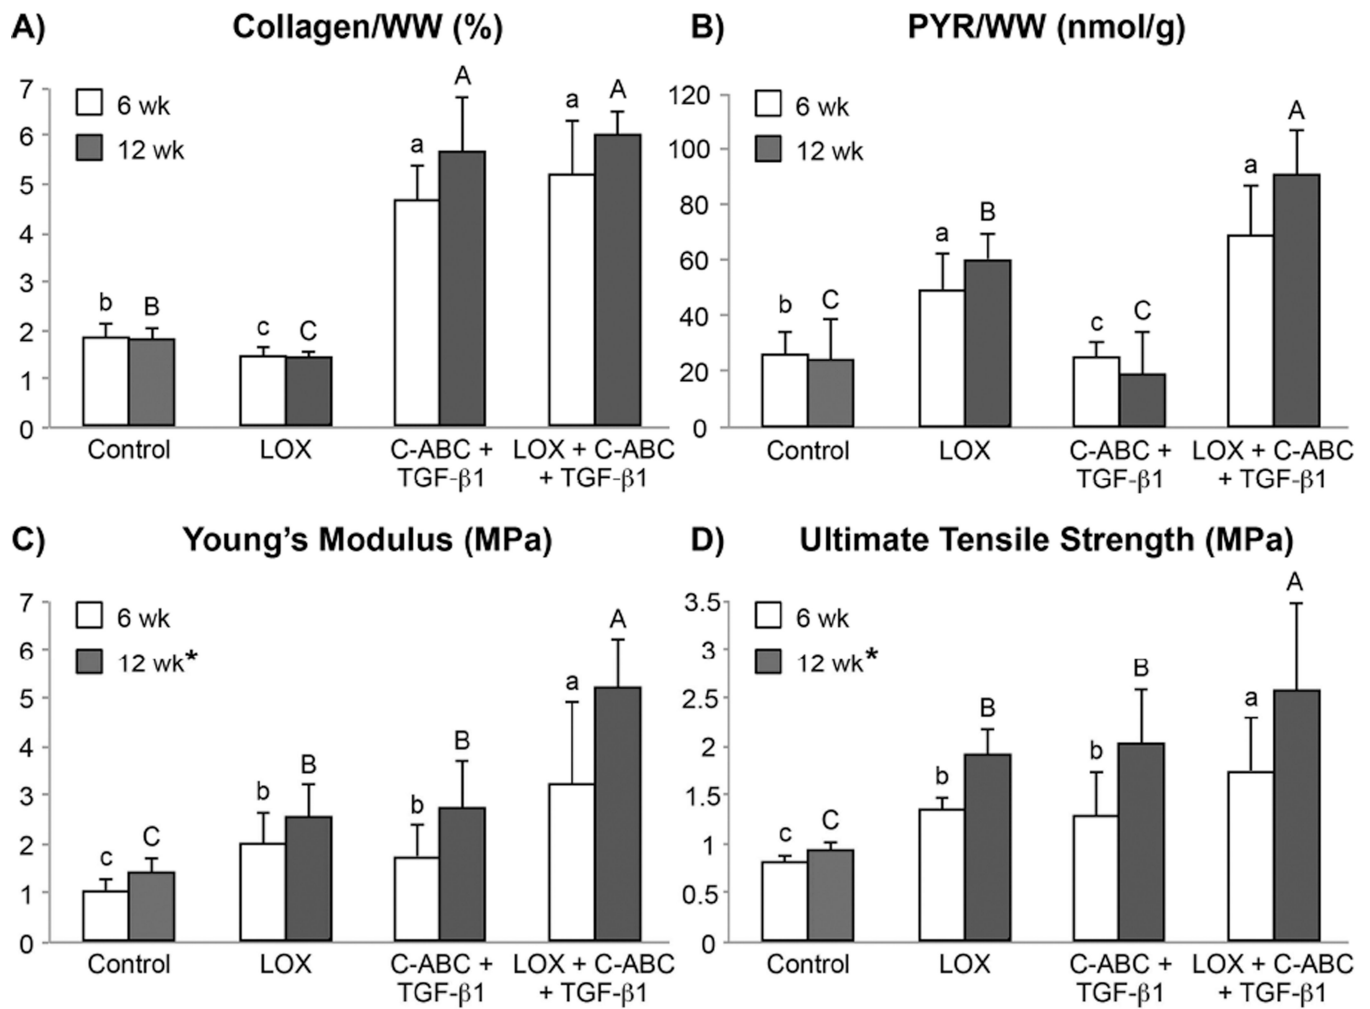 A)
Collagen/WW (%)
7
6
5
4
3
2
1
0
6 wk
12 wk
b
B
c
C
a
A
a
A
Control
LOX
C-ABC +
TGF-β1
LOX + C-ABC
+ TGF-β1
B)
PYR/WW (nmol/g)
120
100
80
60
40
20
0
6 wk
12 wk
b
C
a
B
c
C
a
A
Control
LOX
C-ABC +
TGF-β1
LOX + C-ABC
+ TGF-β1
C)
Young's Modulus (MPa)
7
6
5
4
3
2
1
0
6 wk
12 wk*
c
C
b
B
b
B
a
A
Control
LOX
C-ABC +
TGF-β1
LOX + C-ABC
+ TGF-β1
D)
Ultimate Tensile Strength (MPa)
3.5
3
2.5
2
1.5
1
0.5
0
6 wk
12 wk*
c
C
b
B
b
B
a
A
Control
LOX
C-ABC +
TGF-β1
LOX + C-ABC
+ TGF-β1